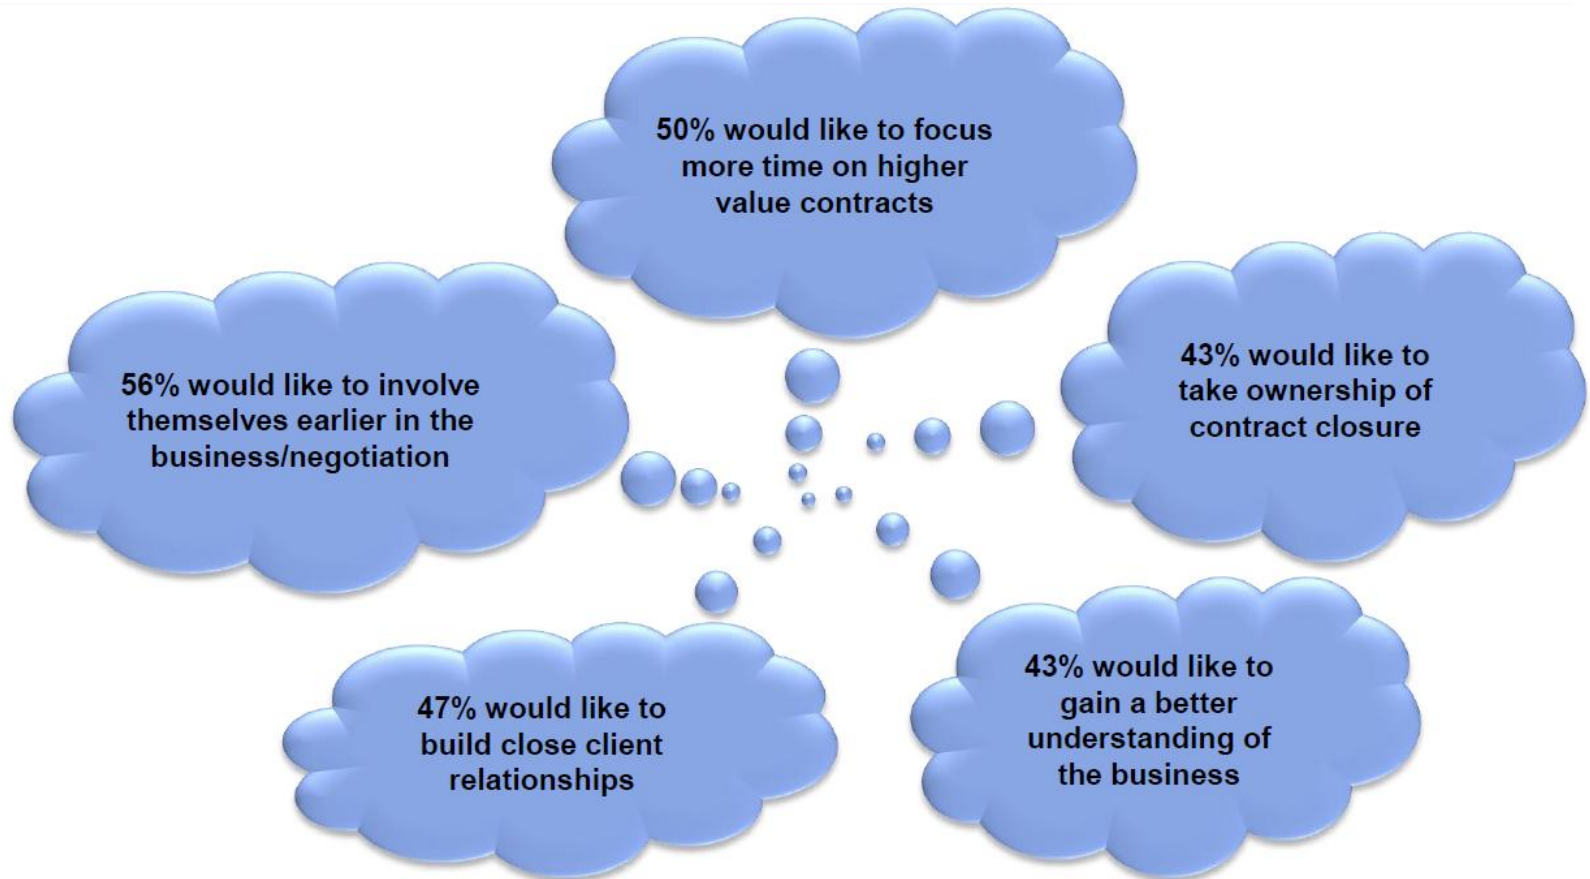 50% would like to focus
more time on higher
value contracts
56% would like to involve
themselves earlier in the
business/negotiation
43% would like to
take ownership of
contract closure
47% would like to
build close client
relationships
43% would like to
gain a better
understanding of
the business